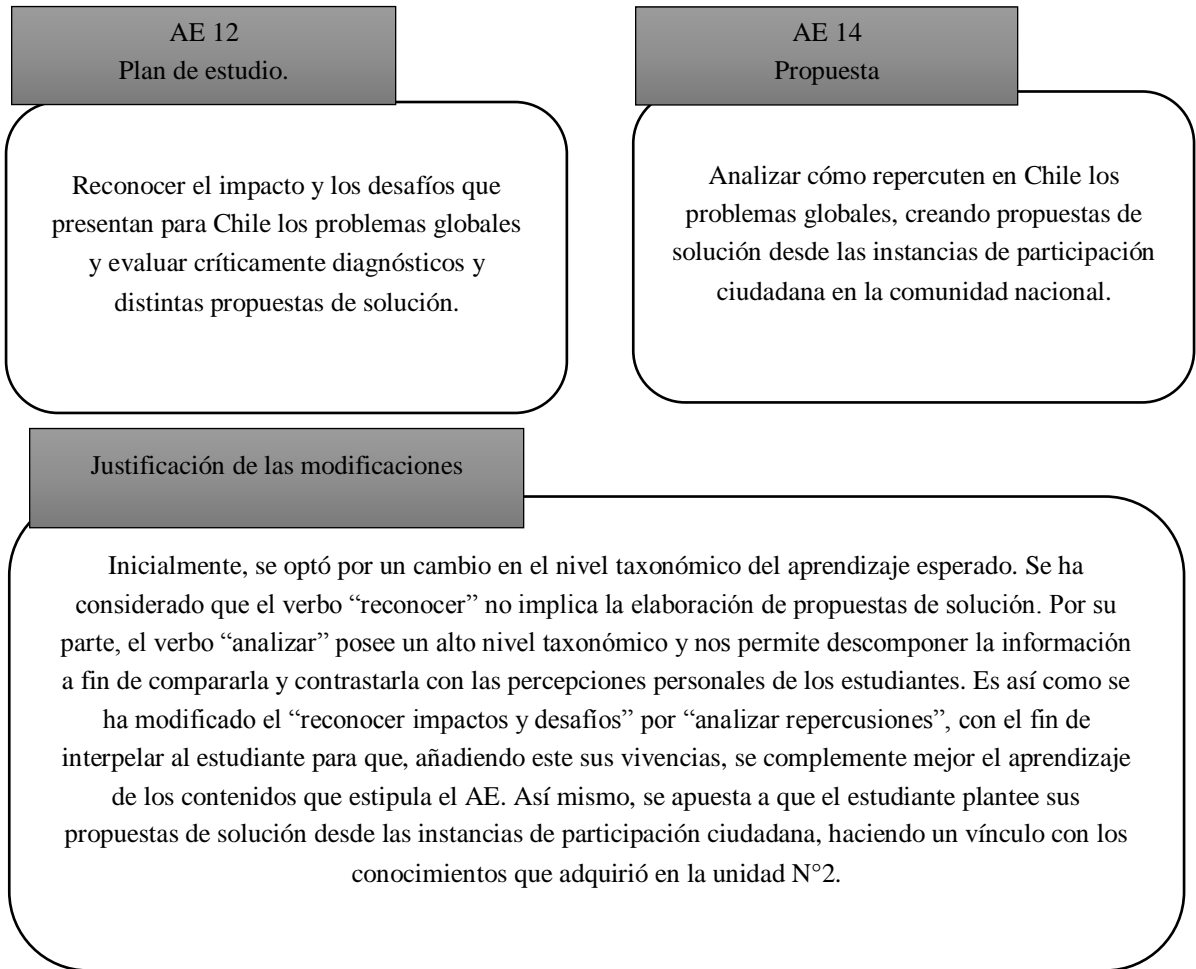 AE 12
Plan de estudio.
Reconocer el impacto y los desafíos que
presentan para Chile los problemas globales
y evaluar críticamente diagnósticos y
distintas propuestas de solución.
AE 14
Propuesta
Analizar cómo repercuten en Chile los
problemas globales, creando propuestas de
solución desde las instancias de participación
ciudadana en la comunidad nacional.
Justificación de las modificaciones
Inicialmente, se optó por un cambio en el nivel taxonómico del aprendizaje esperado. Se ha
considerado que el verbo “reconocer” no implica la elaboración de propuestas de solución. Por su
parte, el verbo “analizar” posee un alto nivel taxonómico y nos permite descomponer la información
a fin de compararla y contrastarla con las percepciones personales de los estudiantes. Es así como se
ha modificado el “reconocer impactos y desafíos” por “analizar repercusiones”, con el fin de
interpelar al estudiante para que, añadiendo este sus vivencias, se complemente mejor el aprendizaje
de los contenidos que estipula el AE. Así mismo, se apuesta a que el estudiante plantee sus
propuestas de solución desde las instancias de participación ciudadana, haciendo un vínculo con los
conocimientos que adquirió en la unidad N°2.